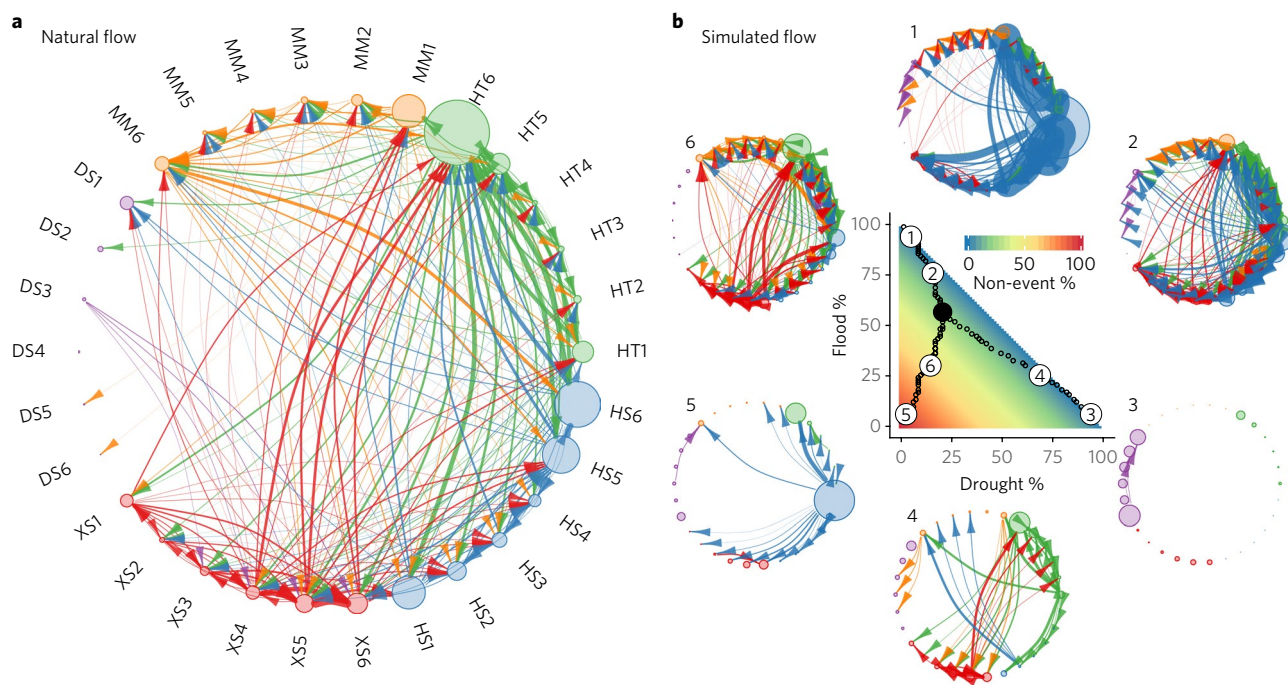 a
Natural flow
MM6
MM5
MM4
MM3
MM2
MM1
HT6
HT5
HT4
HT3
HT2
HT1
HS6
HS5
HS4
HS3
HS2
HS1
XS6
XS5
XS4
XS3
XS2
XS1
DS6
DS5
DS4
DS3
DS2
DS1
b
Simulated flow
1
6
2
5
3
4
100
75
50
25
0
Flood %
0 50 100
Non-event %
1
2
6
4
5
3
0 25 50 75 100
Drought %